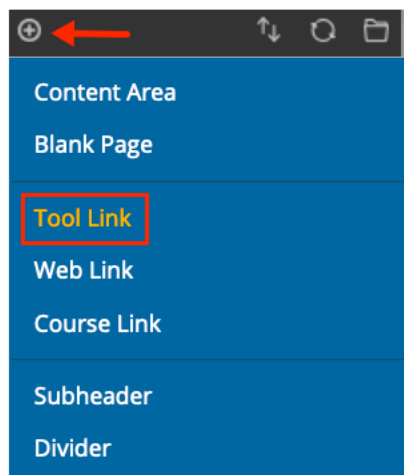 Content Area
Blank Page
Tool Link
Web Link
Course Link
Subheader
Divider